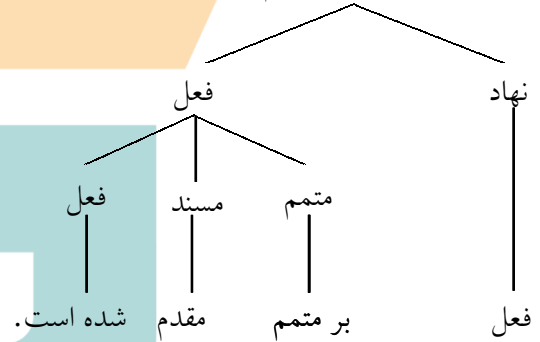 نهاد فعل
متمم مسند فعل
فعل بر متمم مقدم شده است.